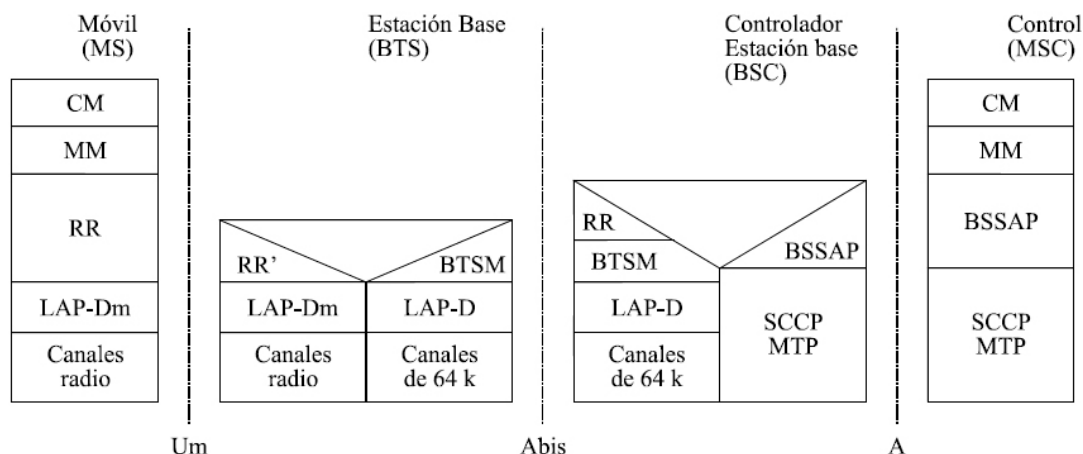 Móvil
(MS)
Estación Base
(BTS)
Controlador
Estación base
(BSC)
Control
(MSC)
CM
MM
RR
LAP-Dm
Canales
radio
RR’
BTSM
LAP-Dm
LAP-D
Canales
radio
Canales
de 64 k
RR
BTSM
LAP-D
Canales
de 64 k
BSSAP
SCCP
MTP
CM
MM
BSSAP
SCCP
MTP
Um
Abis
A